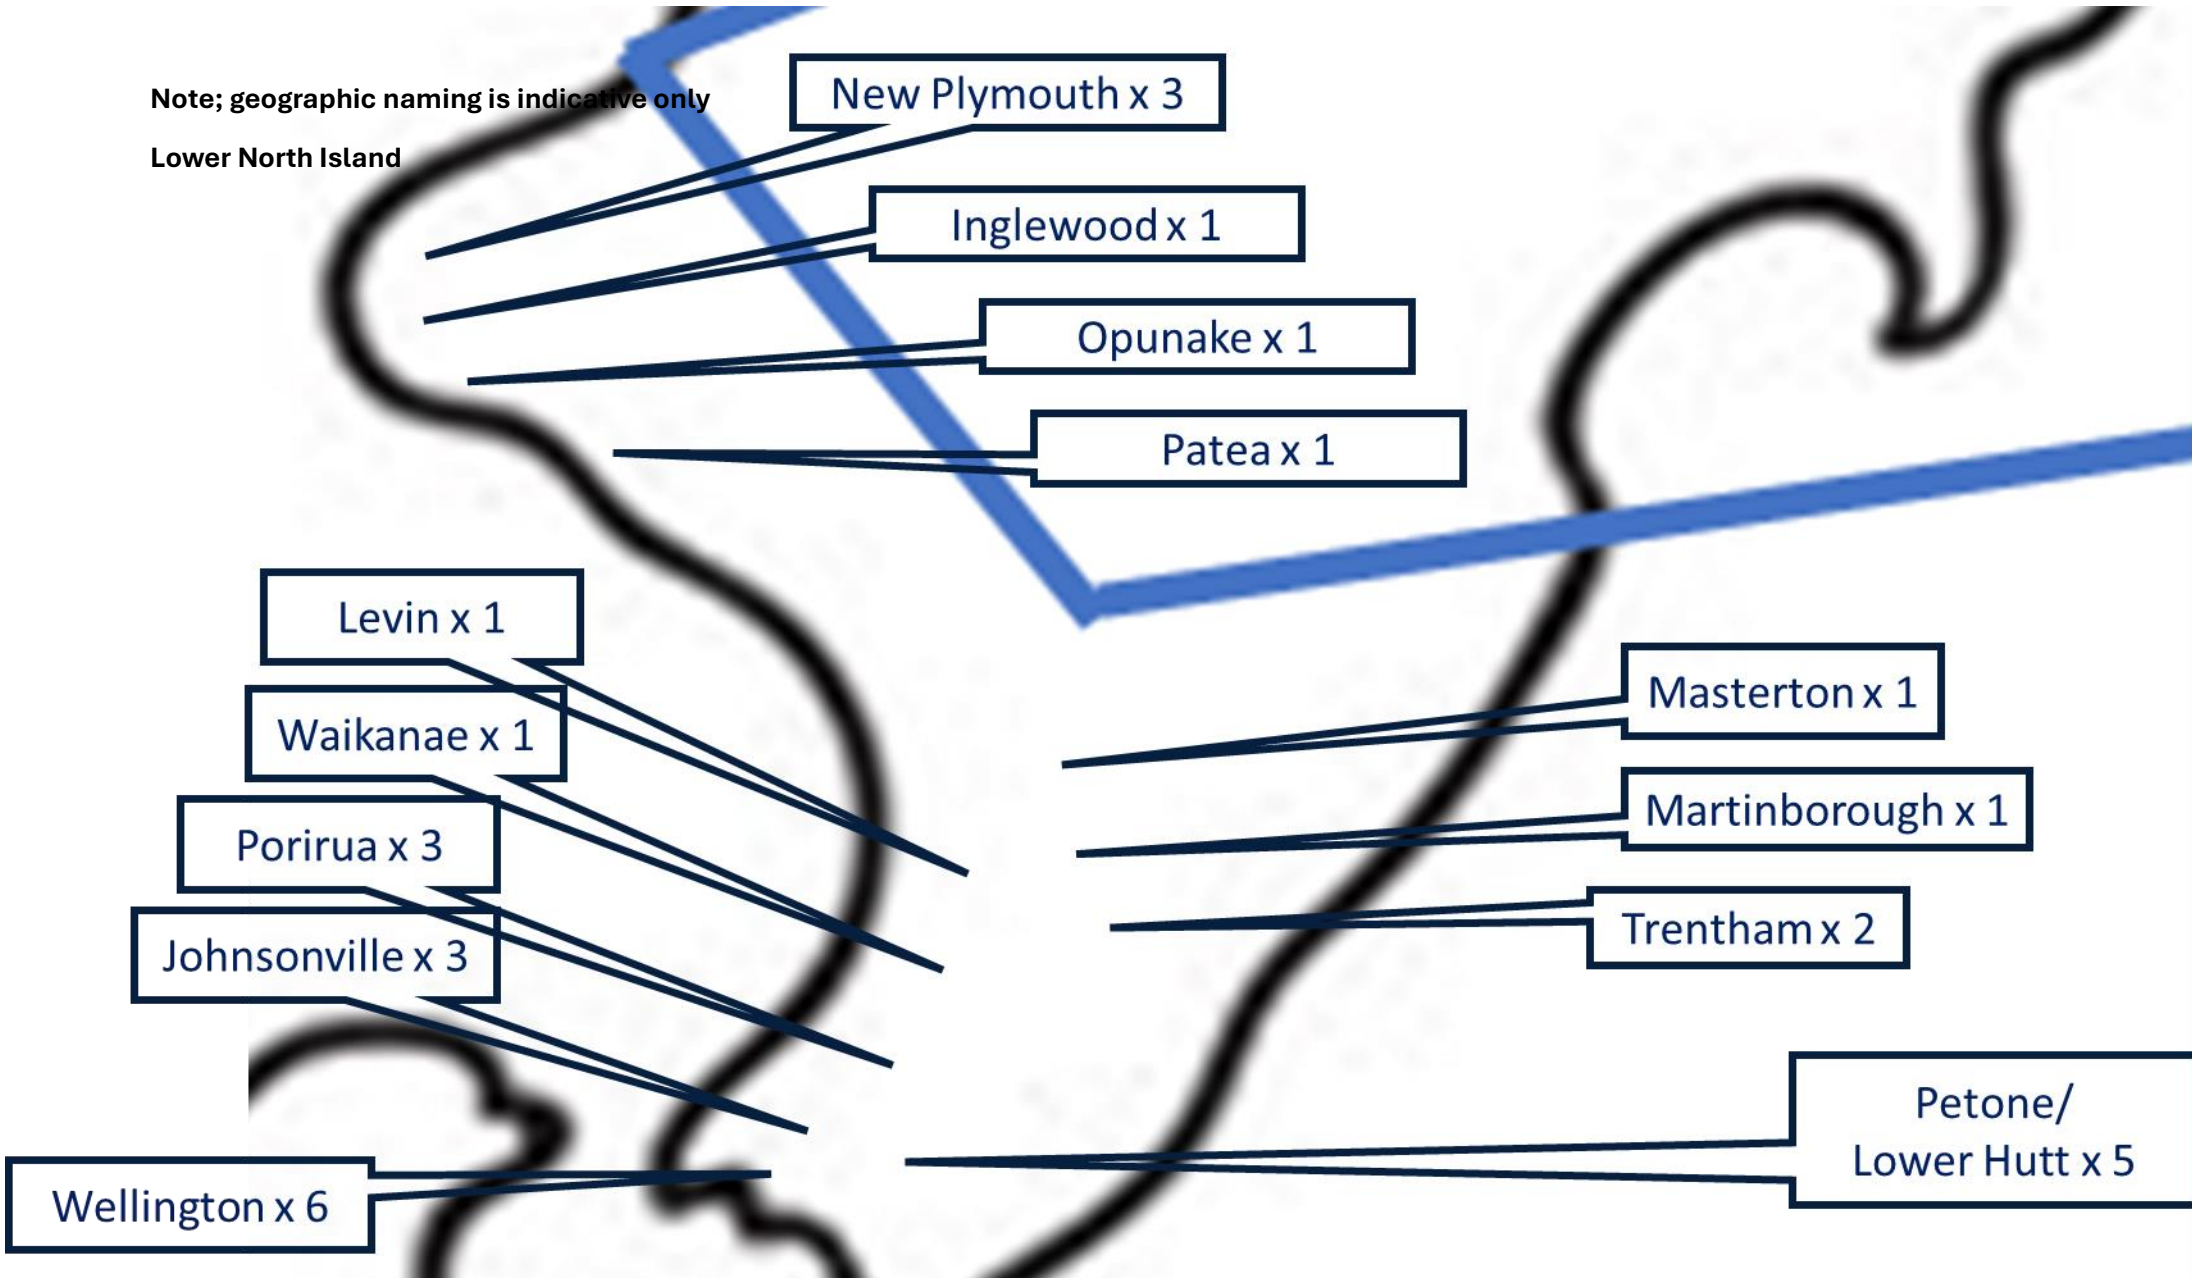 Note; geographic naming is indicative only
Lower North Island
New Plymouth x 3
Inglewood x 1
Opunake x 1
Patea x 1
Levin x 1
Waikanae x 1
Porirua x 3
Johnsonville x 3
Wellington x 6
Masterton x 1
Martinborough x 1
Trentham x 2
Petone/
Lower Hutt x 5